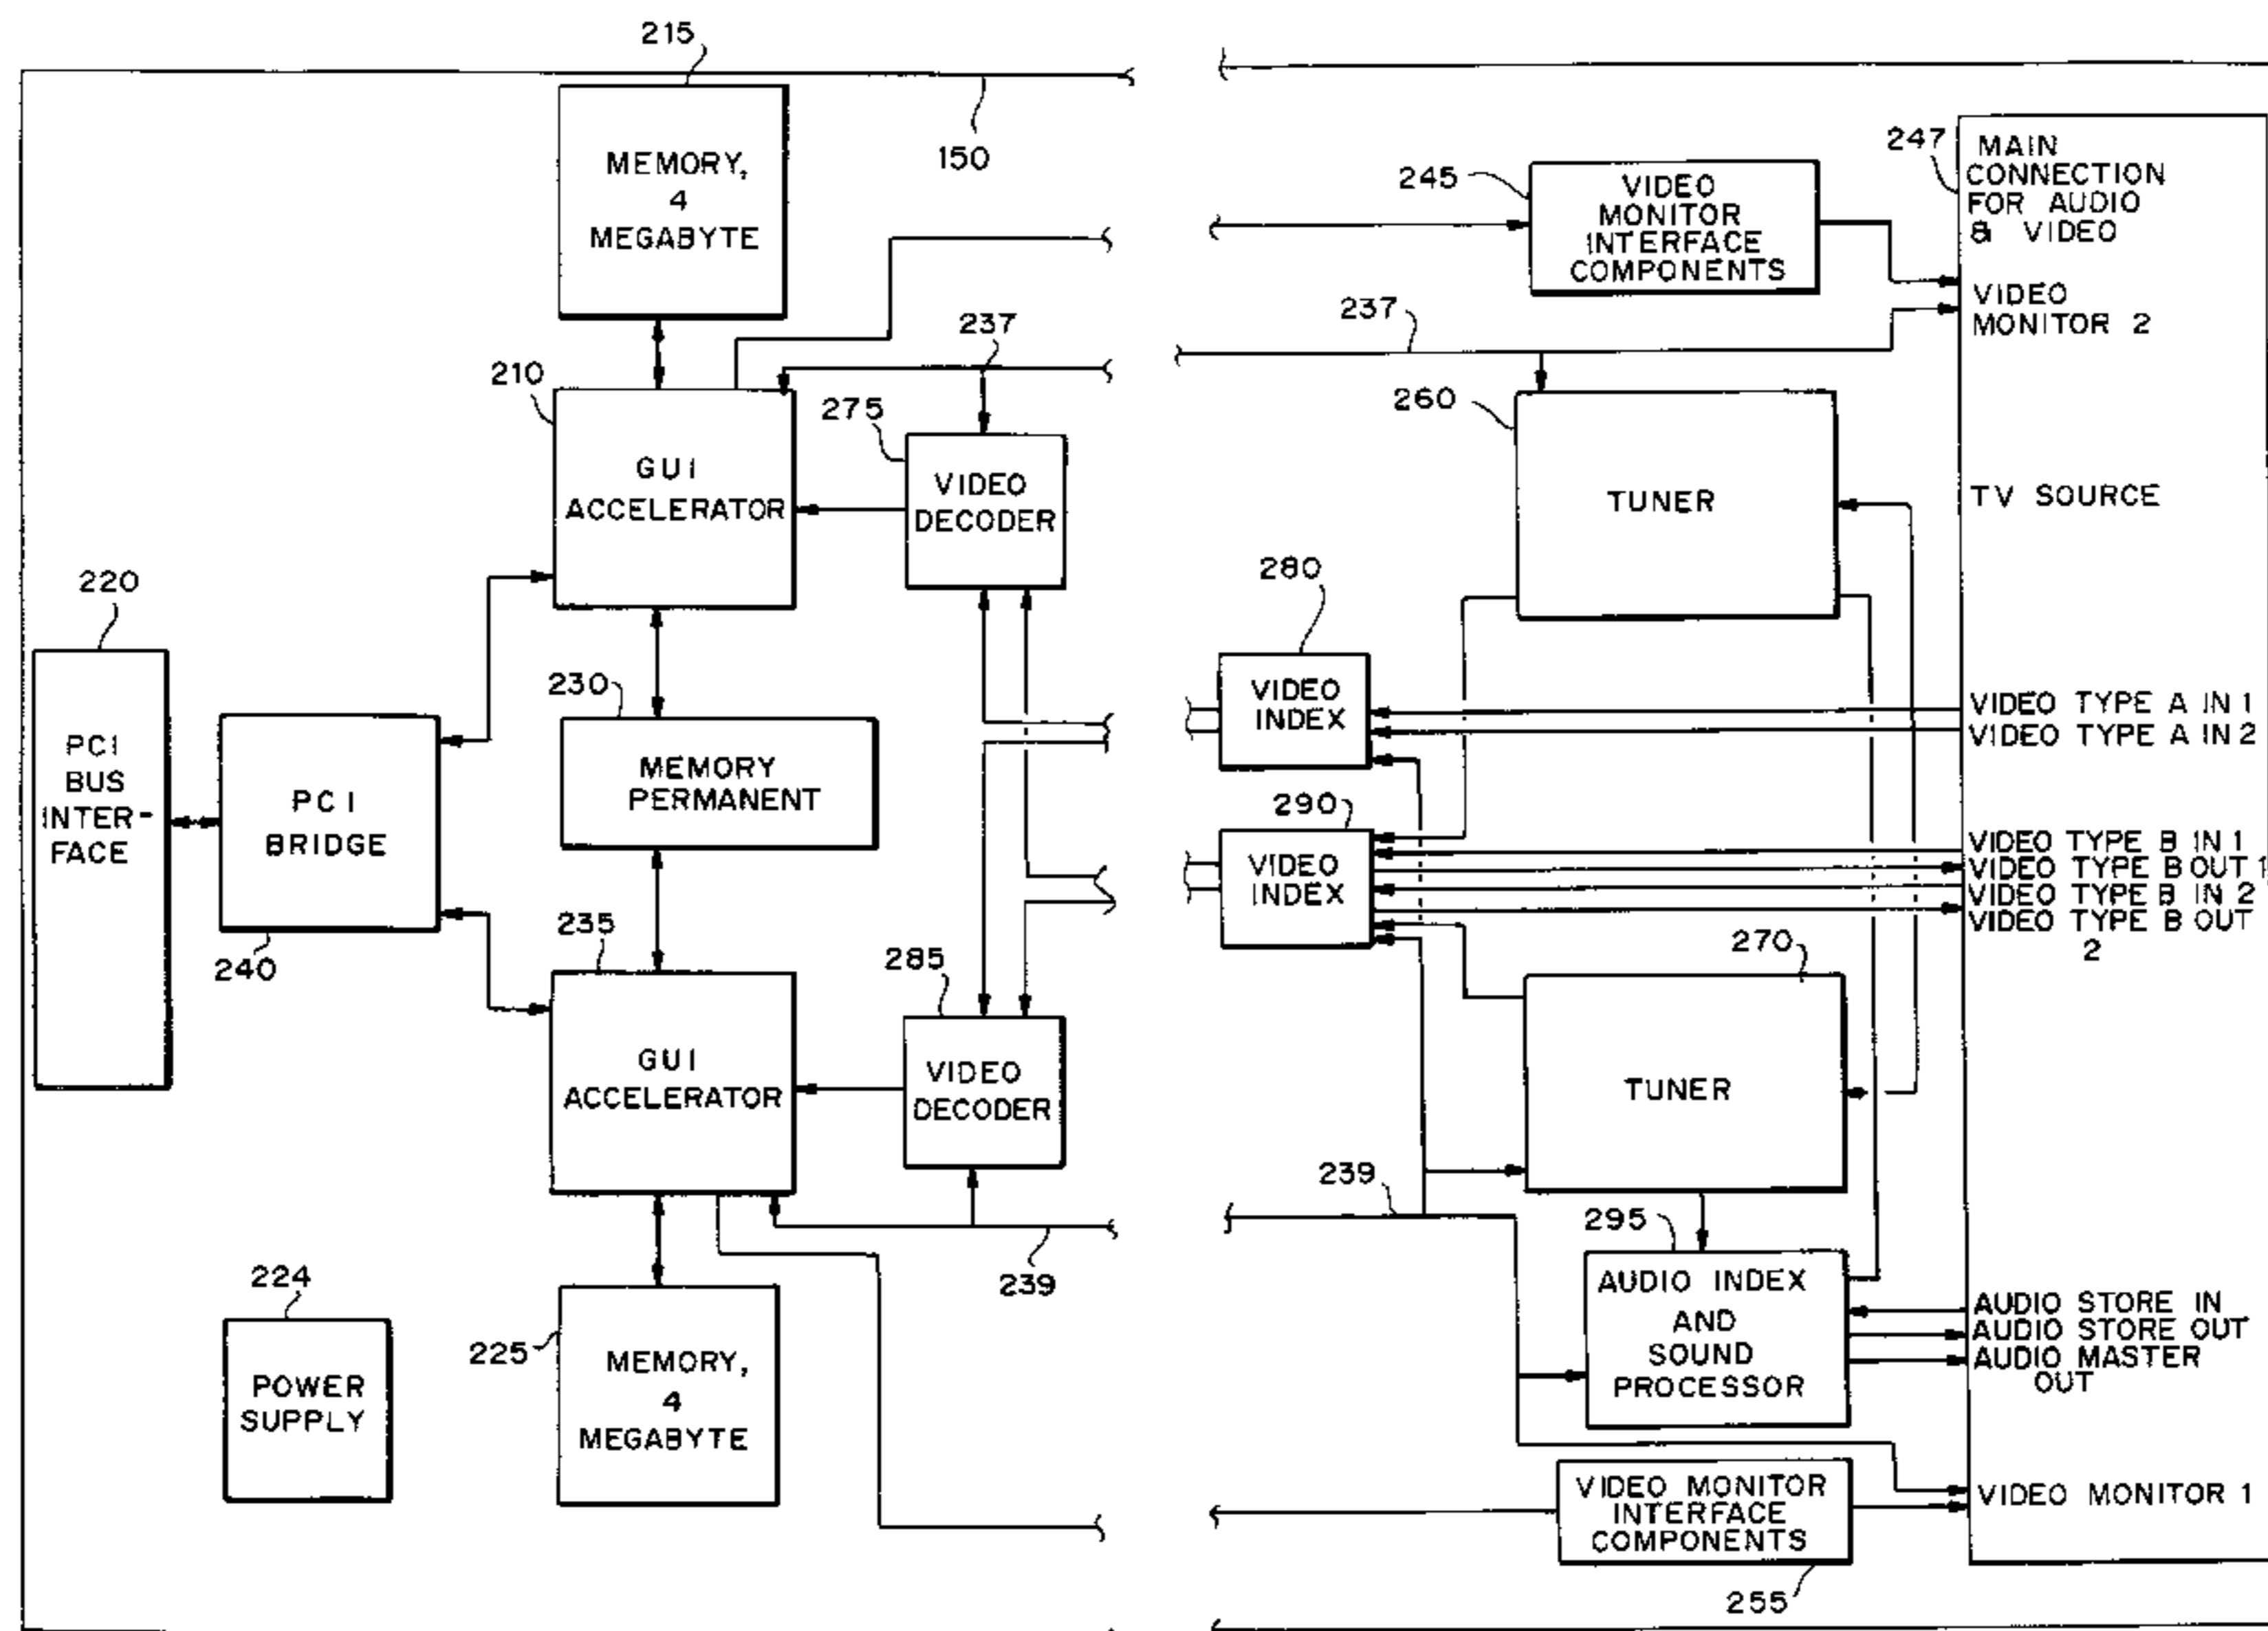 215
150
MEMORY,
4
MEGABYTE
237
210
GUI
ACCELERATOR
275
VIDEO
DECODER
220
PCI
BUS
INTER-
FACE
PCI
BRIDGE
240
230
MEMORY
PERMANENT
235
GUI
ACCELERATOR
285
VIDEO
DECODER
239
224
POWER
SUPPLY
225
MEMORY,
4
MEGABYTE
245
VIDEO
MONITOR
INTERFACE
COMPONENTS
247
MAIN
CONNECTION
FOR AUDIO
& VIDEO
VIDEO
MONITOR 2
237
260
TUNER
TV SOURCE
280
VIDEO
INDEX
VIDEO TYPE A IN 1
VIDEO TYPE A IN 2
290
VIDEO
INDEX
VIDEO TYPE B IN 1
VIDEO TYPE B OUT 1
VIDEO TYPE B IN 2
VIDEO TYPE B OUT
2
270
TUNER
239
295
AUDIO INDEX
AND
SOUND
PROCESSOR
AUDIO STORE IN
AUDIO STORE OUT
AUDIO MASTER
OUT
VIDEO MONITOR
INTERFACE
COMPONENTS
VIDEO MONITOR 1
255